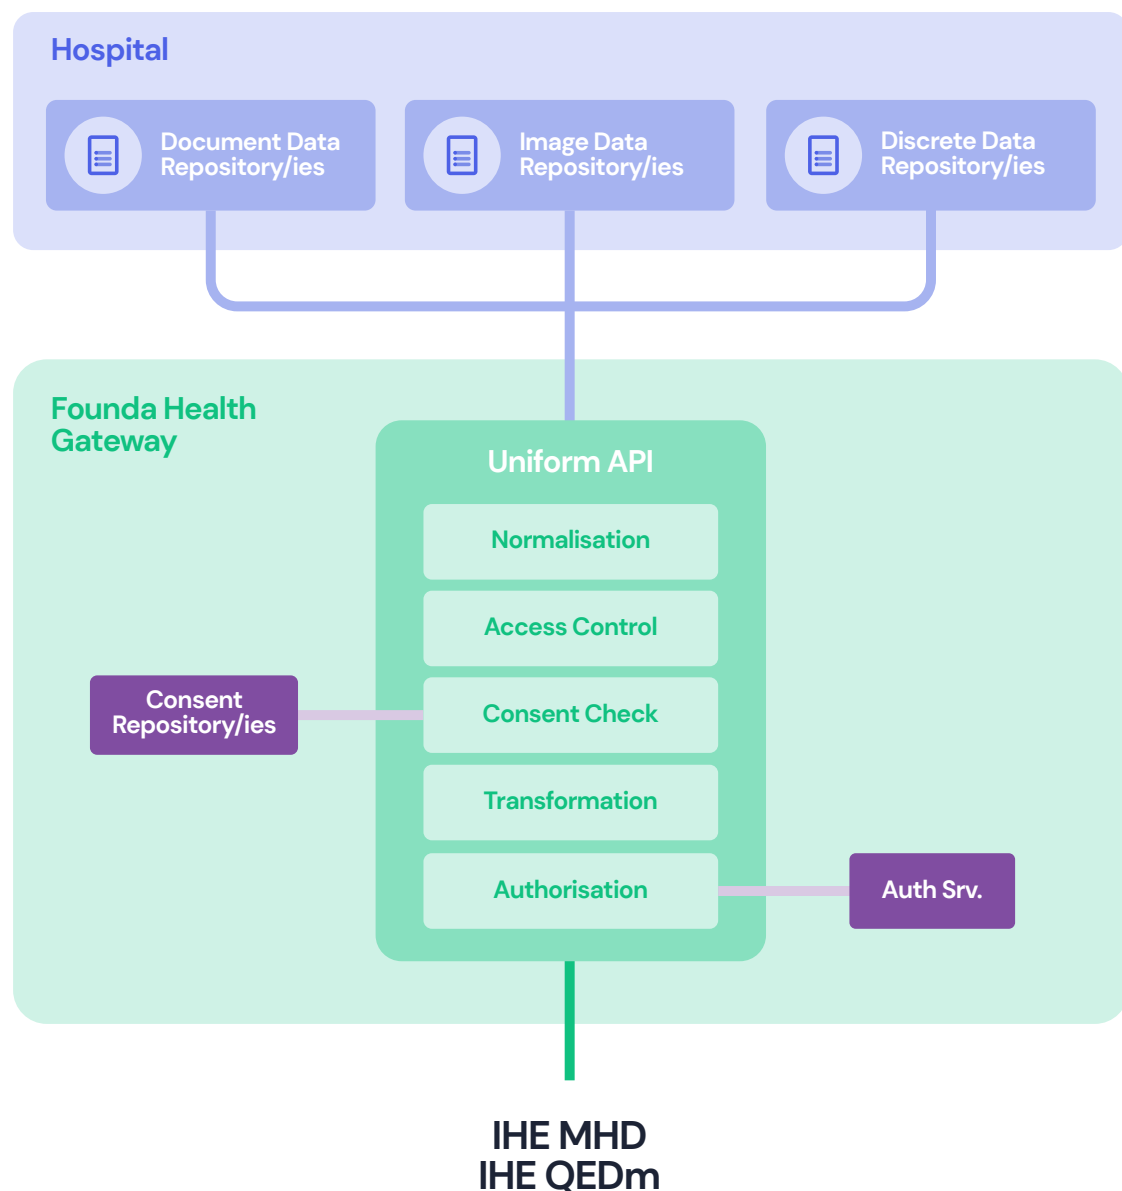 Hospital
Document Data
Repository/ies
Image Data
Repository/ies
Discrete Data
Repository/ies
Founda Health
Gateway
Uniform API
Normalisation
Access Control
Consent Check
Consent
Repository/ies
Transformation
Authorisation
Auth Srv.
IHE MHD
IHE QEDm